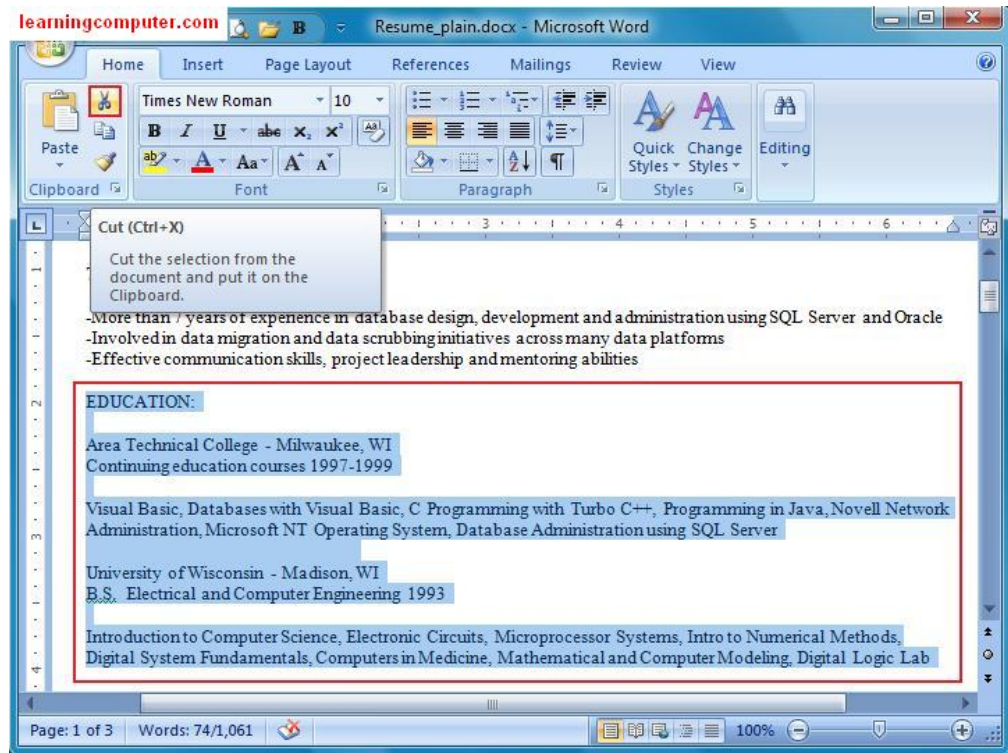 learningcomputer.com
Resume_plain.docx - Microsoft Word
Home Insert Page Layout References Mailings Review View
Times New Roman 10
Paste
Quick Styles
Change Styles
Editing
Clipboard Font Paragraph Styles
Cut (Ctrl+X)
Cut the selection from the
document and put it on the
Clipboard.
3 4 5 6
-More than 7 years of experience in database design, development and administration using SQL Server and Oracle
-Involved in data migration and data scrubbing initiatives across many data platforms
-Effective communication skills, project leadership and mentoring abilities
EDUCATION:
Area Technical College - Milwaukee, WI
Continuing education courses 1997-1999
Visual Basic, Databases with Visual Basic, C Programming with Turbo C++, Programming in Java, Novell Network
Administration, Microsoft NT Operating System, Database Administration using SQL Server
University of Wisconsin - Madison, WI
B.S. Electrical and Computer Engineering 1993
Introduction to Computer Science, Electronic Circuits, Microprocessor Systems, Intro to Numerical Methods,
Digital System Fundamentals, Computers in Medicine, Mathematical and Computer Modeling, Digital Logic Lab
Page: 1 of 3 Words: 74/1,061 100%